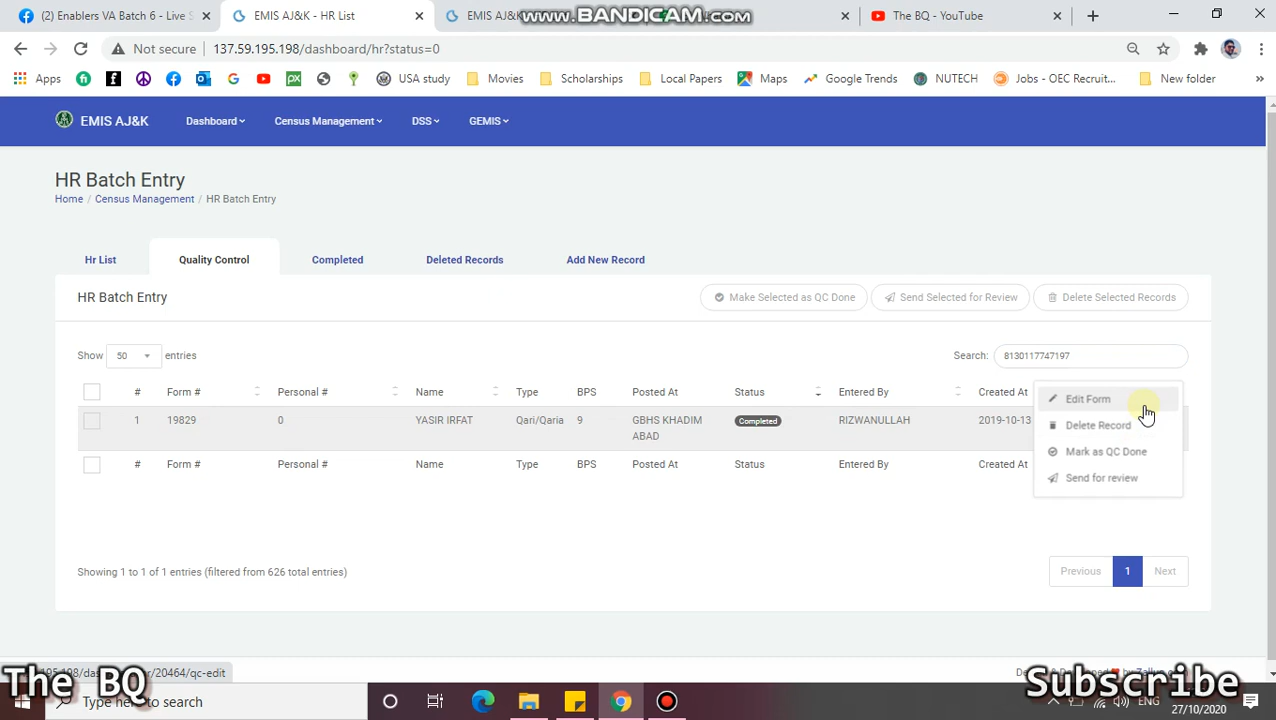 (2) Enablers VA Batch 6 - Live S
EMIS AJ&K - HR List
EMIS AJ&K
WWW.BANDICAM.COM
The BQ - YouTube
Not secure 137.59.195.198/dashboard/hr?status=0
Apps USA study Movies Scholarships Local Papers Maps Google Trends NUTECH Jobs - OEC Recruit... New folder
EMIS AJ&K Dashboard Census Management DSS GEMIS
HR Batch Entry
Home / Census Management / HR Batch Entry
Hr List Quality Control Completed Deleted Records Add New Record
HR Batch Entry Make Selected as QC Done Send Selected for Review Delete Selected Records
Show 50 entries Search: 8130117747197
# Form # Personal # Name Type BPS Posted At Status Entered By Created At
1 19829 0 YASIR IRFAT Qari/Qaria 9 GBHS KHADIM ABAD Completed RIZWANULLAH 2019-10-13
# Form # Personal # Name Type BPS Posted At Status Entered By Created At
Edit Form
Delete Record
Mark as QC Done
Send for review
Showing 1 to 1 of 1 entries (filtered from 626 total entries) Previous 1 Next
The BQ
Subscribe
Type here to search
ENG
27/10/2020